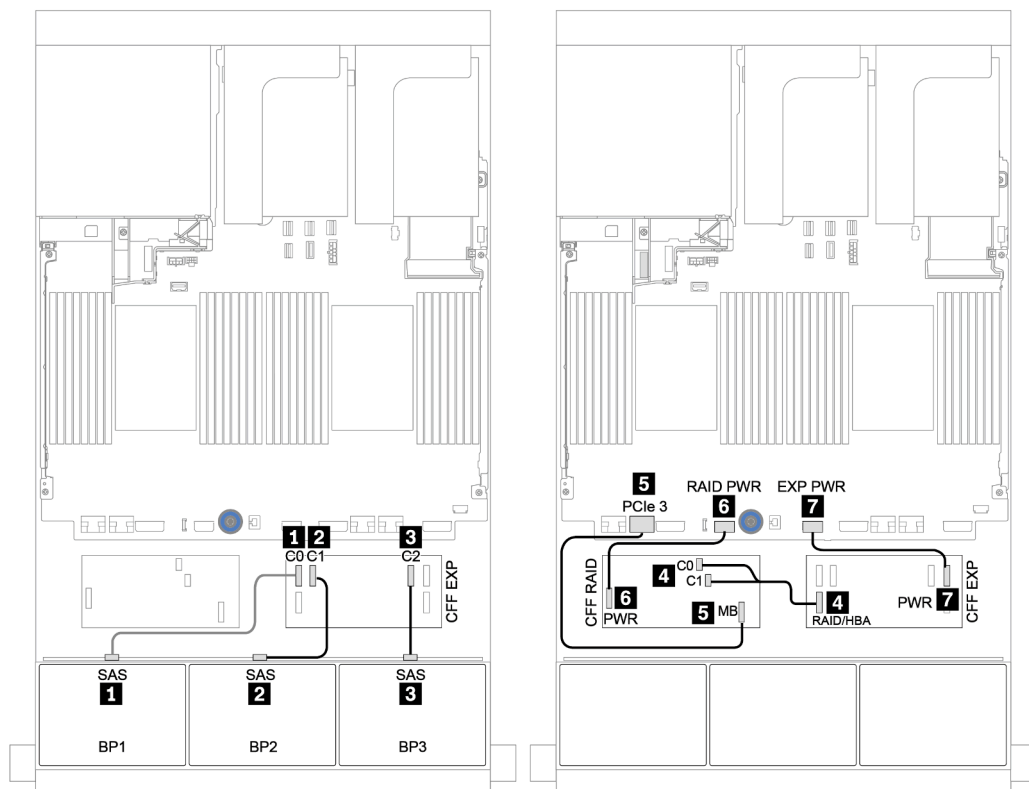 1 2 3
C0 C1 C2
CFF EXP
SAS SAS SAS
1 2 3
BP1 BP2 BP3
5 RAID PWR EXP PWR
PCIe 3 6 7
CFF RAID
4 C0
C1
6
PWR
5 MB
4
RAID/HBA
PWR 7
CFF EXP